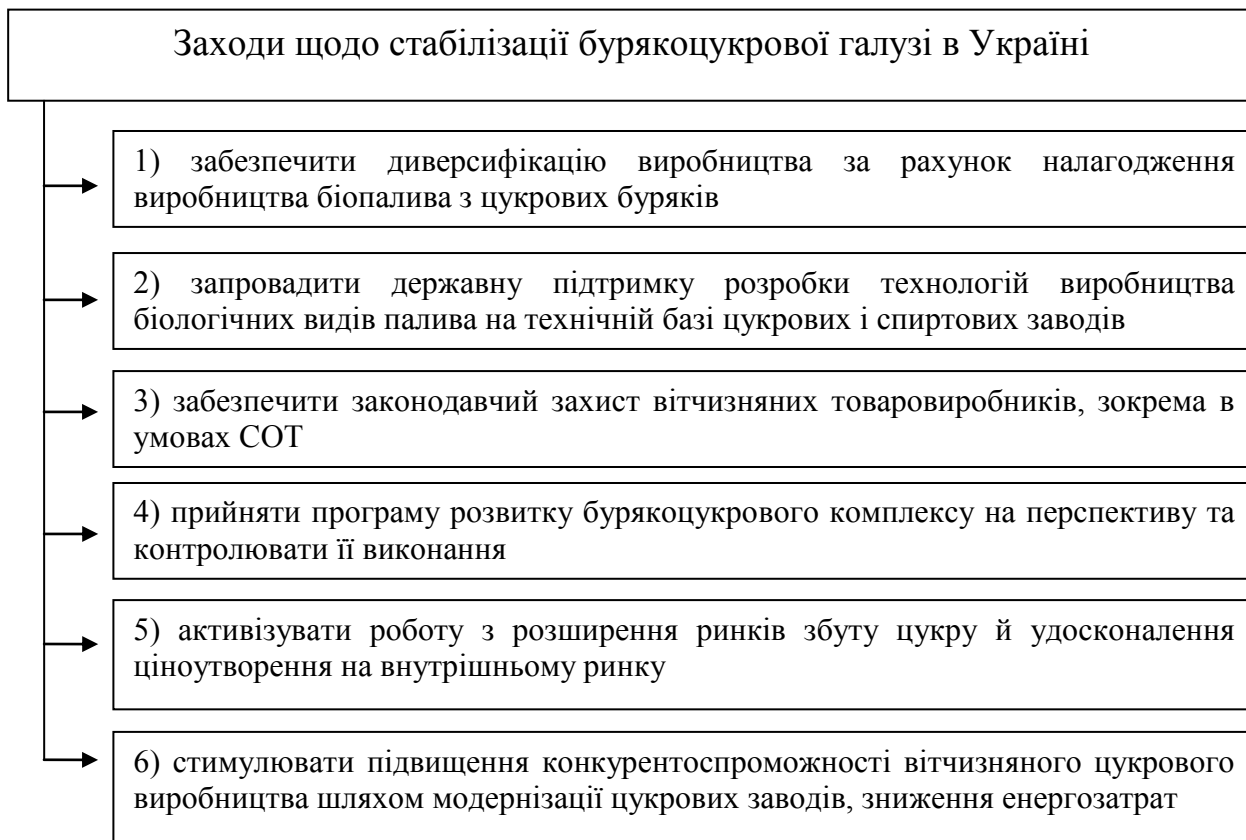 Заходи щодо стабілізації бурякоцукрової галузі в Україні
1) забезпечити диверсифікацію виробництва за рахунок налагодження
виробництва біопалива з цукрових буряків
2) запровадити державну підтримку розробки технологій виробництва
біологічних видів палива на технічній базі цукрових і спиртових заводів
3) забезпечити законодавчий захист вітчизняних товаровиробників, зокрема в
умовах СОТ
4) прийняти програму розвитку бурякоцукрового комплексу на перспективу та
контролювати її виконання
5) активізувати роботу з розширення ринків збуту цукру й удосконалення
ціноутворення на внутрішньому ринку
6) стимулювати підвищення конкурентоспроможності вітчизняного цукрового
виробництва шляхом модернізації цукрових заводів, зниження енергозатрат